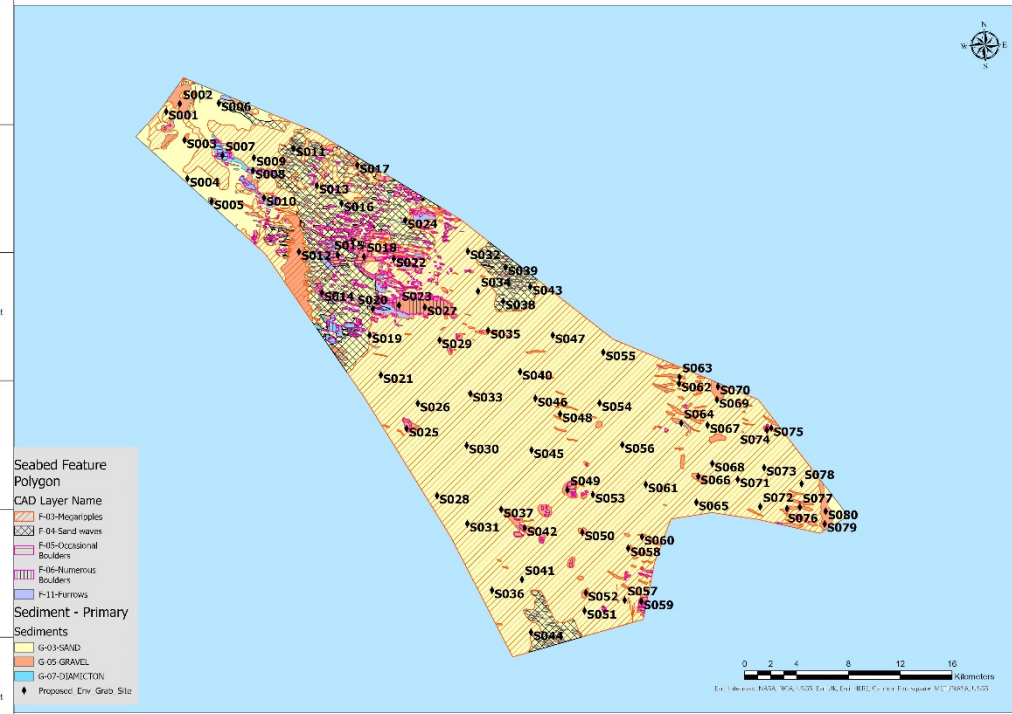 N
W E
S
S002
S001
S006
S003
S007
S011
S009
S008
S017
S004
S013
S005
S010
S016
S024
S015
S018
S012
S022
S032
S039
S014
S020
S023
S034
S043
S027
S038
S019
S029
S035
S047
S055
S021
S040
S063
S062
S070
S026
S033
S046
S054
S069
S048
S064
S067
S025
S074
S075
S030
S045
S056
S068
S073
S049
S066
S071
S078
S028
S053
S061
S065
S072
S077
S037
S076
S080
S031
S042
S050
S060
S079
S058
S041
S036
S052
S057
S059
S051
S044
Seabed Feature
Polygon
CAD Layer Name
F-03-Megaripples
F-04-Sand waves
F-05-Occasional
Boulders
F-06-Numerous
Boulders
F-11-Furrows
Sediment - Primary
Sediments
G-03-SAND
G-05-GRAVEL
G-07-DIAMICTON
Proposed Env Grab Site
0 2 4 8 12 16
Kilometers